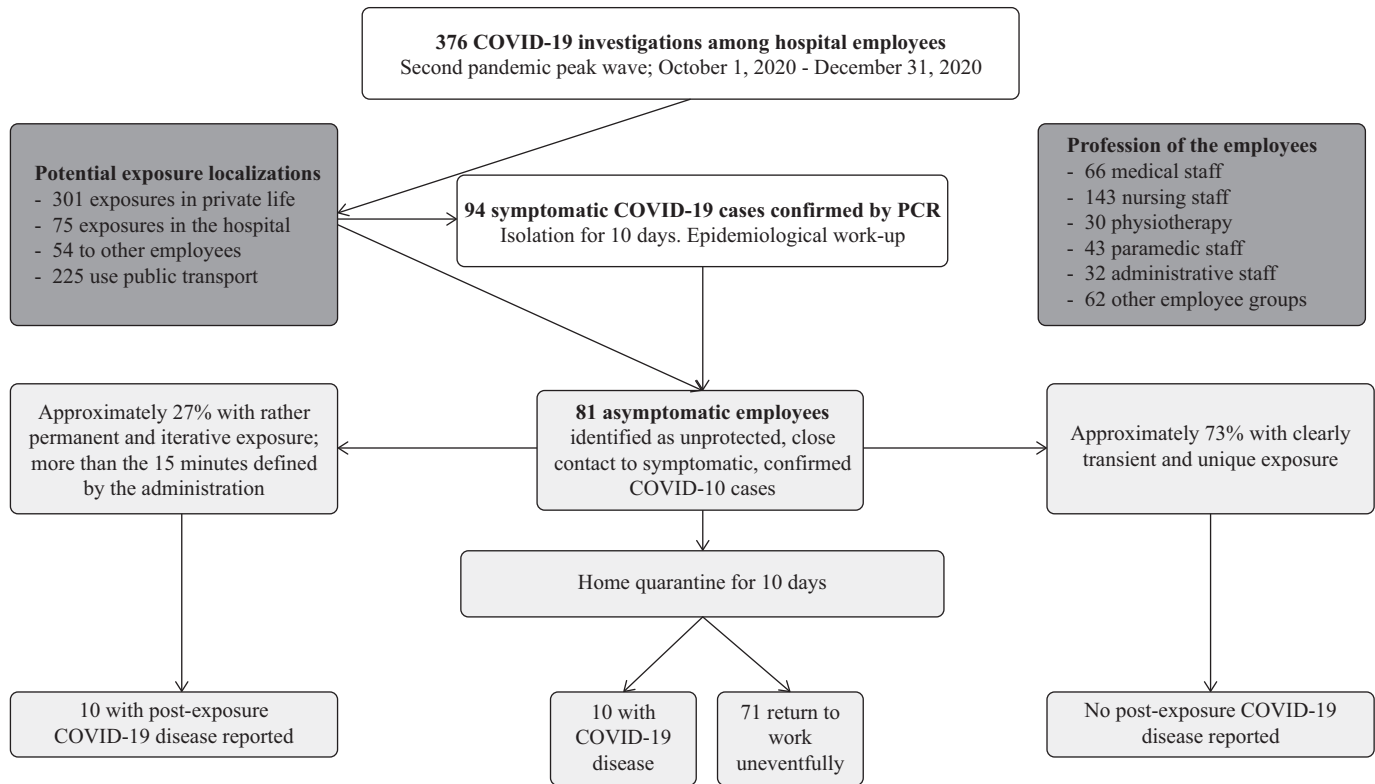 376 COVID-19 investigations among hospital employees
Second pandemic peak wave; October 1, 2020 - December 31, 2020
Potential exposure localizations
- 301 exposures in private life
- 75 exposures in the hospital
- 54 to other employees
- 225 use public transport
94 symptomatic COVID-19 cases confirmed by PCR
Isolation for 10 days. Epidemiological work-up
Profession of the employees
- 66 medical staff
- 143 nursing staff
- 30 physiotherapy
- 43 paramedic staff
- 32 administrative staff
- 62 other employee groups
Approximately 27% with rather
permanent and iterative exposure;
more than the 15 minutes defined
by the administration
81 asymptomatic employees
identified as unprotected, close
contact to symptomatic, confirmed
COVID-10 cases
Approximately 73% with clearly
transient and unique exposure
Home quarantine for 10 days
10 with post-exposure
COVID-19 disease reported
10 with
COVID-19
disease
71 return to
work
uneventfully
No post-exposure COVID-19
disease reported